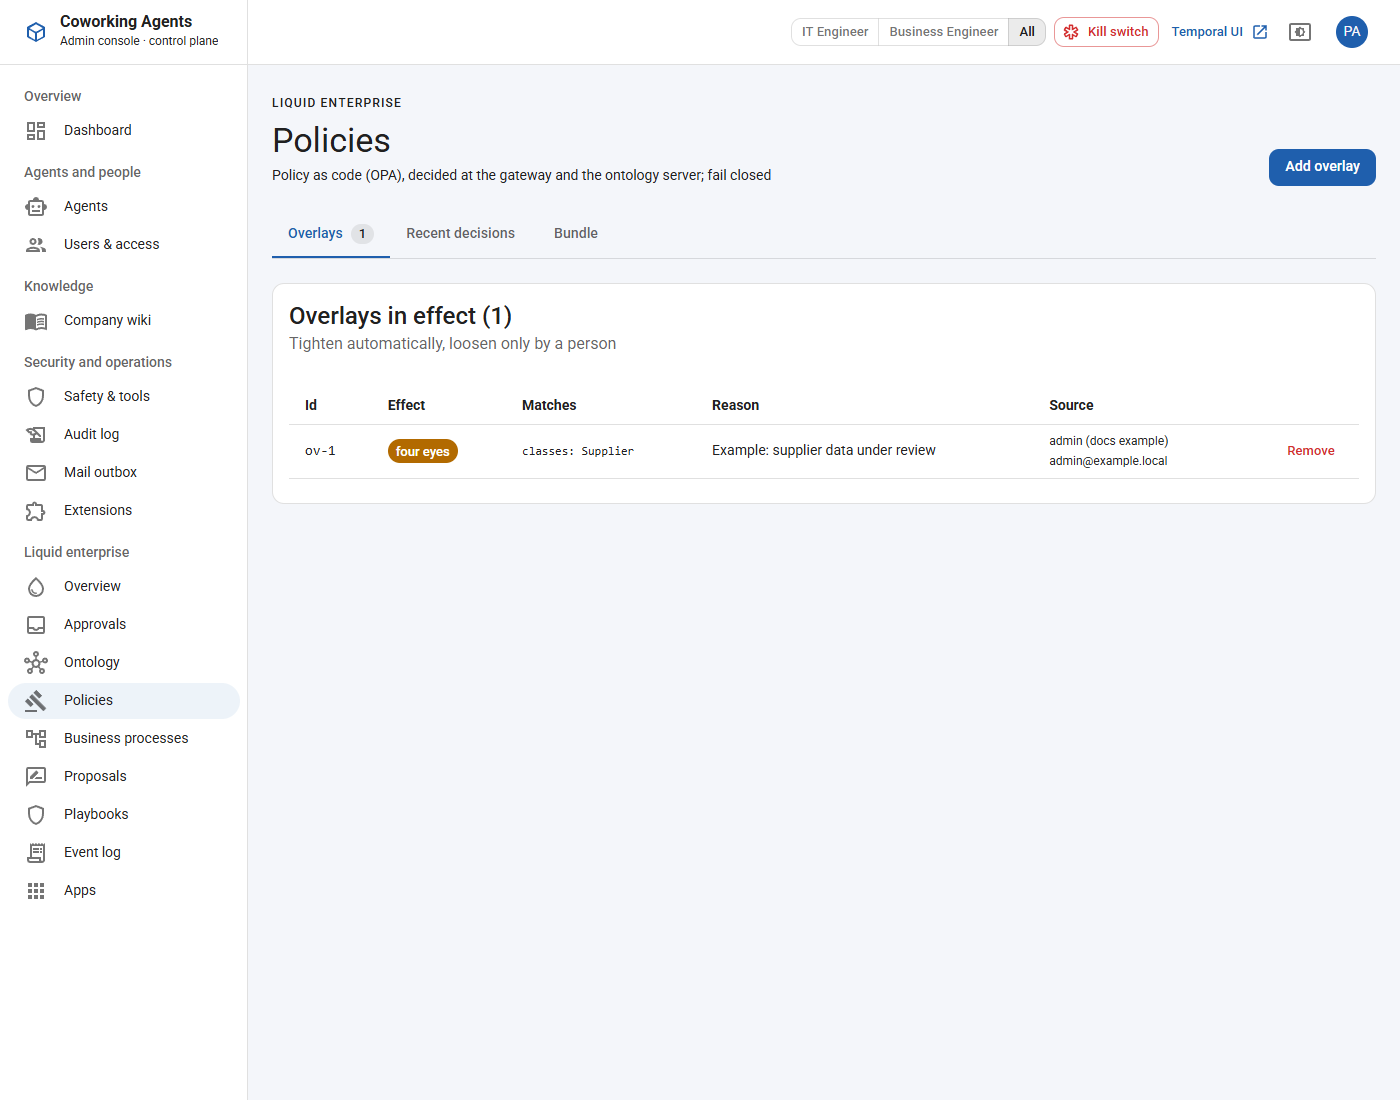 Coworking Agents
Admin console · control plane
IT Engineer
Business Engineer
All
Kill switch
Temporal UI
PA
Overview
Dashboard
Agents and people
Agents
Users & access
Knowledge
Company wiki
Security and operations
Safety & tools
Audit log
Mail outbox
Extensions
Liquid enterprise
Overview
Approvals
Ontology
Policies
Business processes
Proposals
Playbooks
Event log
Apps
LIQUID ENTERPRISE
Policies
Policy as code (OPA), decided at the gateway and the ontology server; fail closed
Add overlay
Overlays 1
Recent decisions
Bundle
Overlays in effect (1)
Tighten automatically, loosen only by a person
Id Effect Matches Reason Source
ov-1 four eyes classes: Supplier Example: supplier data under review admin (docs example)
admin@example.local
Remove